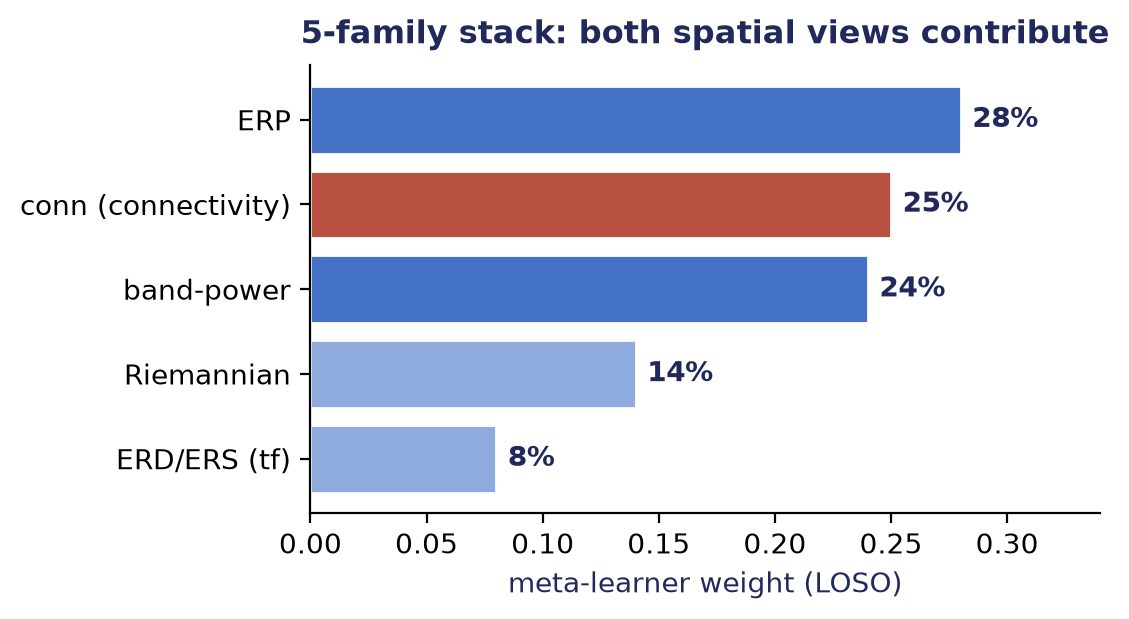 5-family stack: both spatial views contribute
ERP
28%
conn (connectivity)
25%
band-power
24%
Riemannian
14%
ERD/ERS (tf)
8%
0.00 0.05 0.10 0.15 0.20 0.25 0.30
meta-learner weight (LOSO)